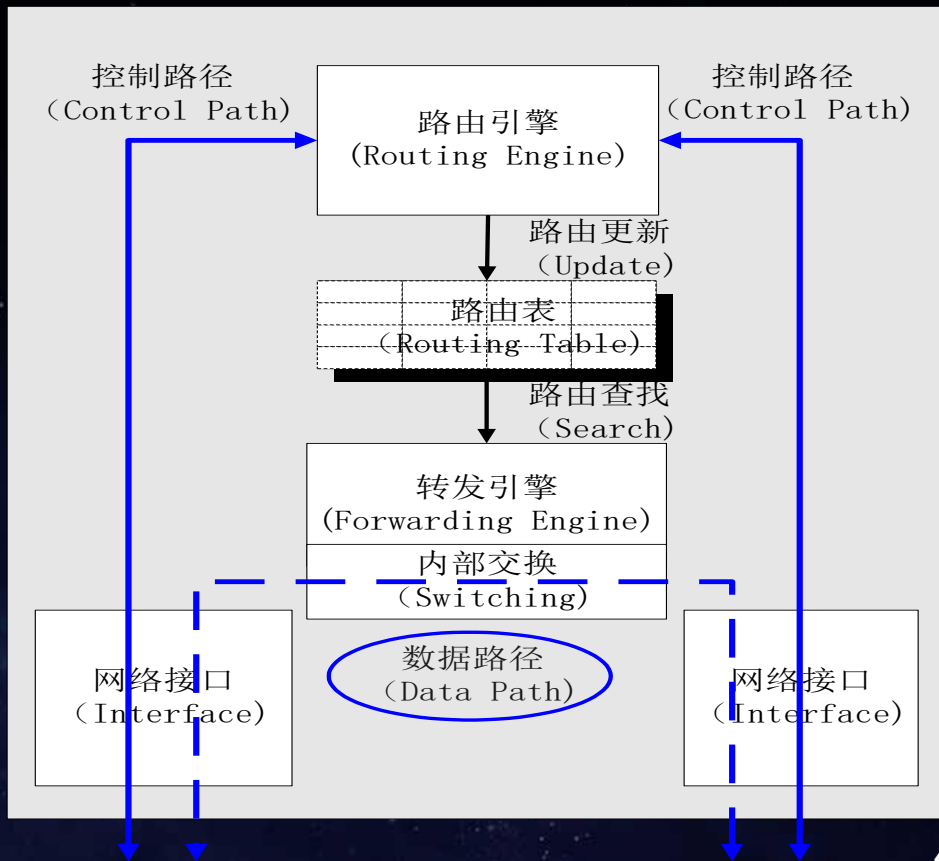 控制路径
（Control Path)
路由引擎
(Routing Engine)
控制路径
（Control Path)
路由更新
（Update)
路由表
（Routing Table)
路由查找
（Search)
转发引擎
(Forwarding Engine)
内部交换
（Switching)
网络接口
（Interface)
数据路径
（Data Path)
网络接口
（Interface)